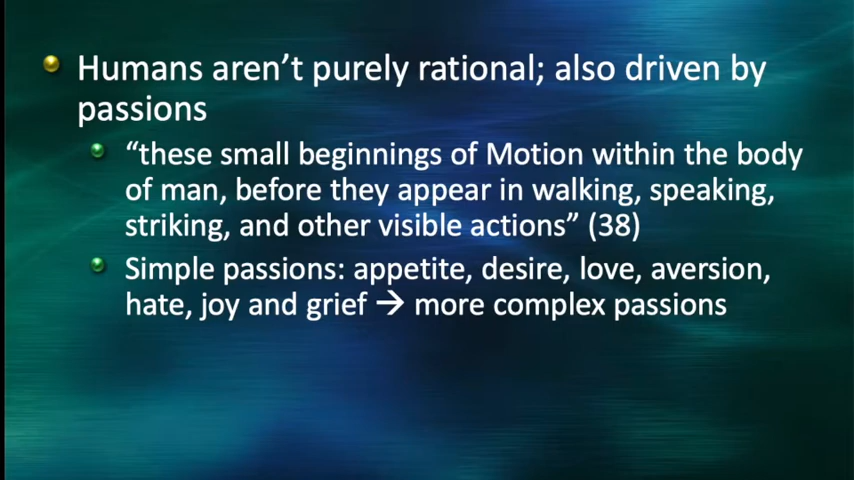 Humans aren’t purely rational; also driven by
passions
“these small beginnings of Motion within the body
of man, before they appear in walking, speaking,
striking, and other visible actions” (38)
Simple passions: appetite, desire, love, aversion,
hate, joy and grief → more complex passions